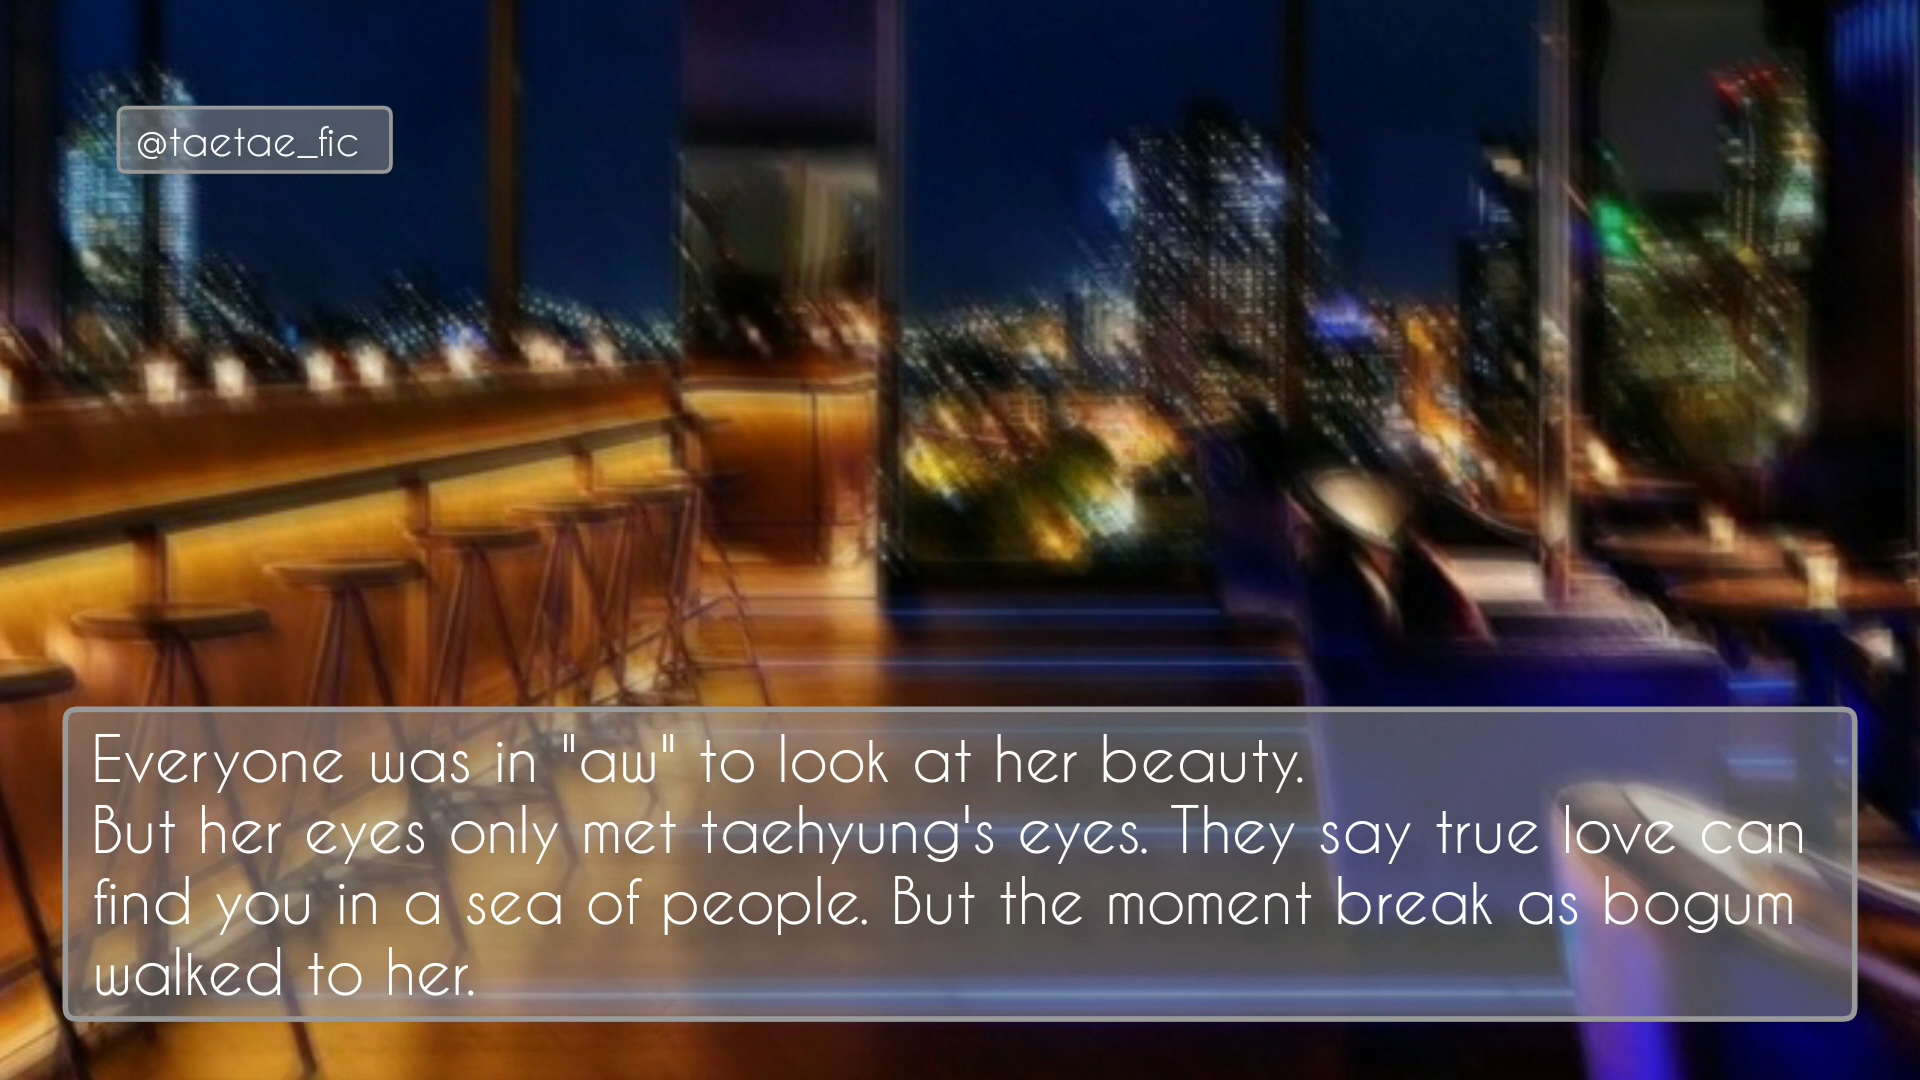 @taetae_fic
Everyone was in "aw" to look at her beauty.
But her eyes only met taehyung's eyes. They say true love can
find you in a sea of people. But the moment break as bogum
walked to her.